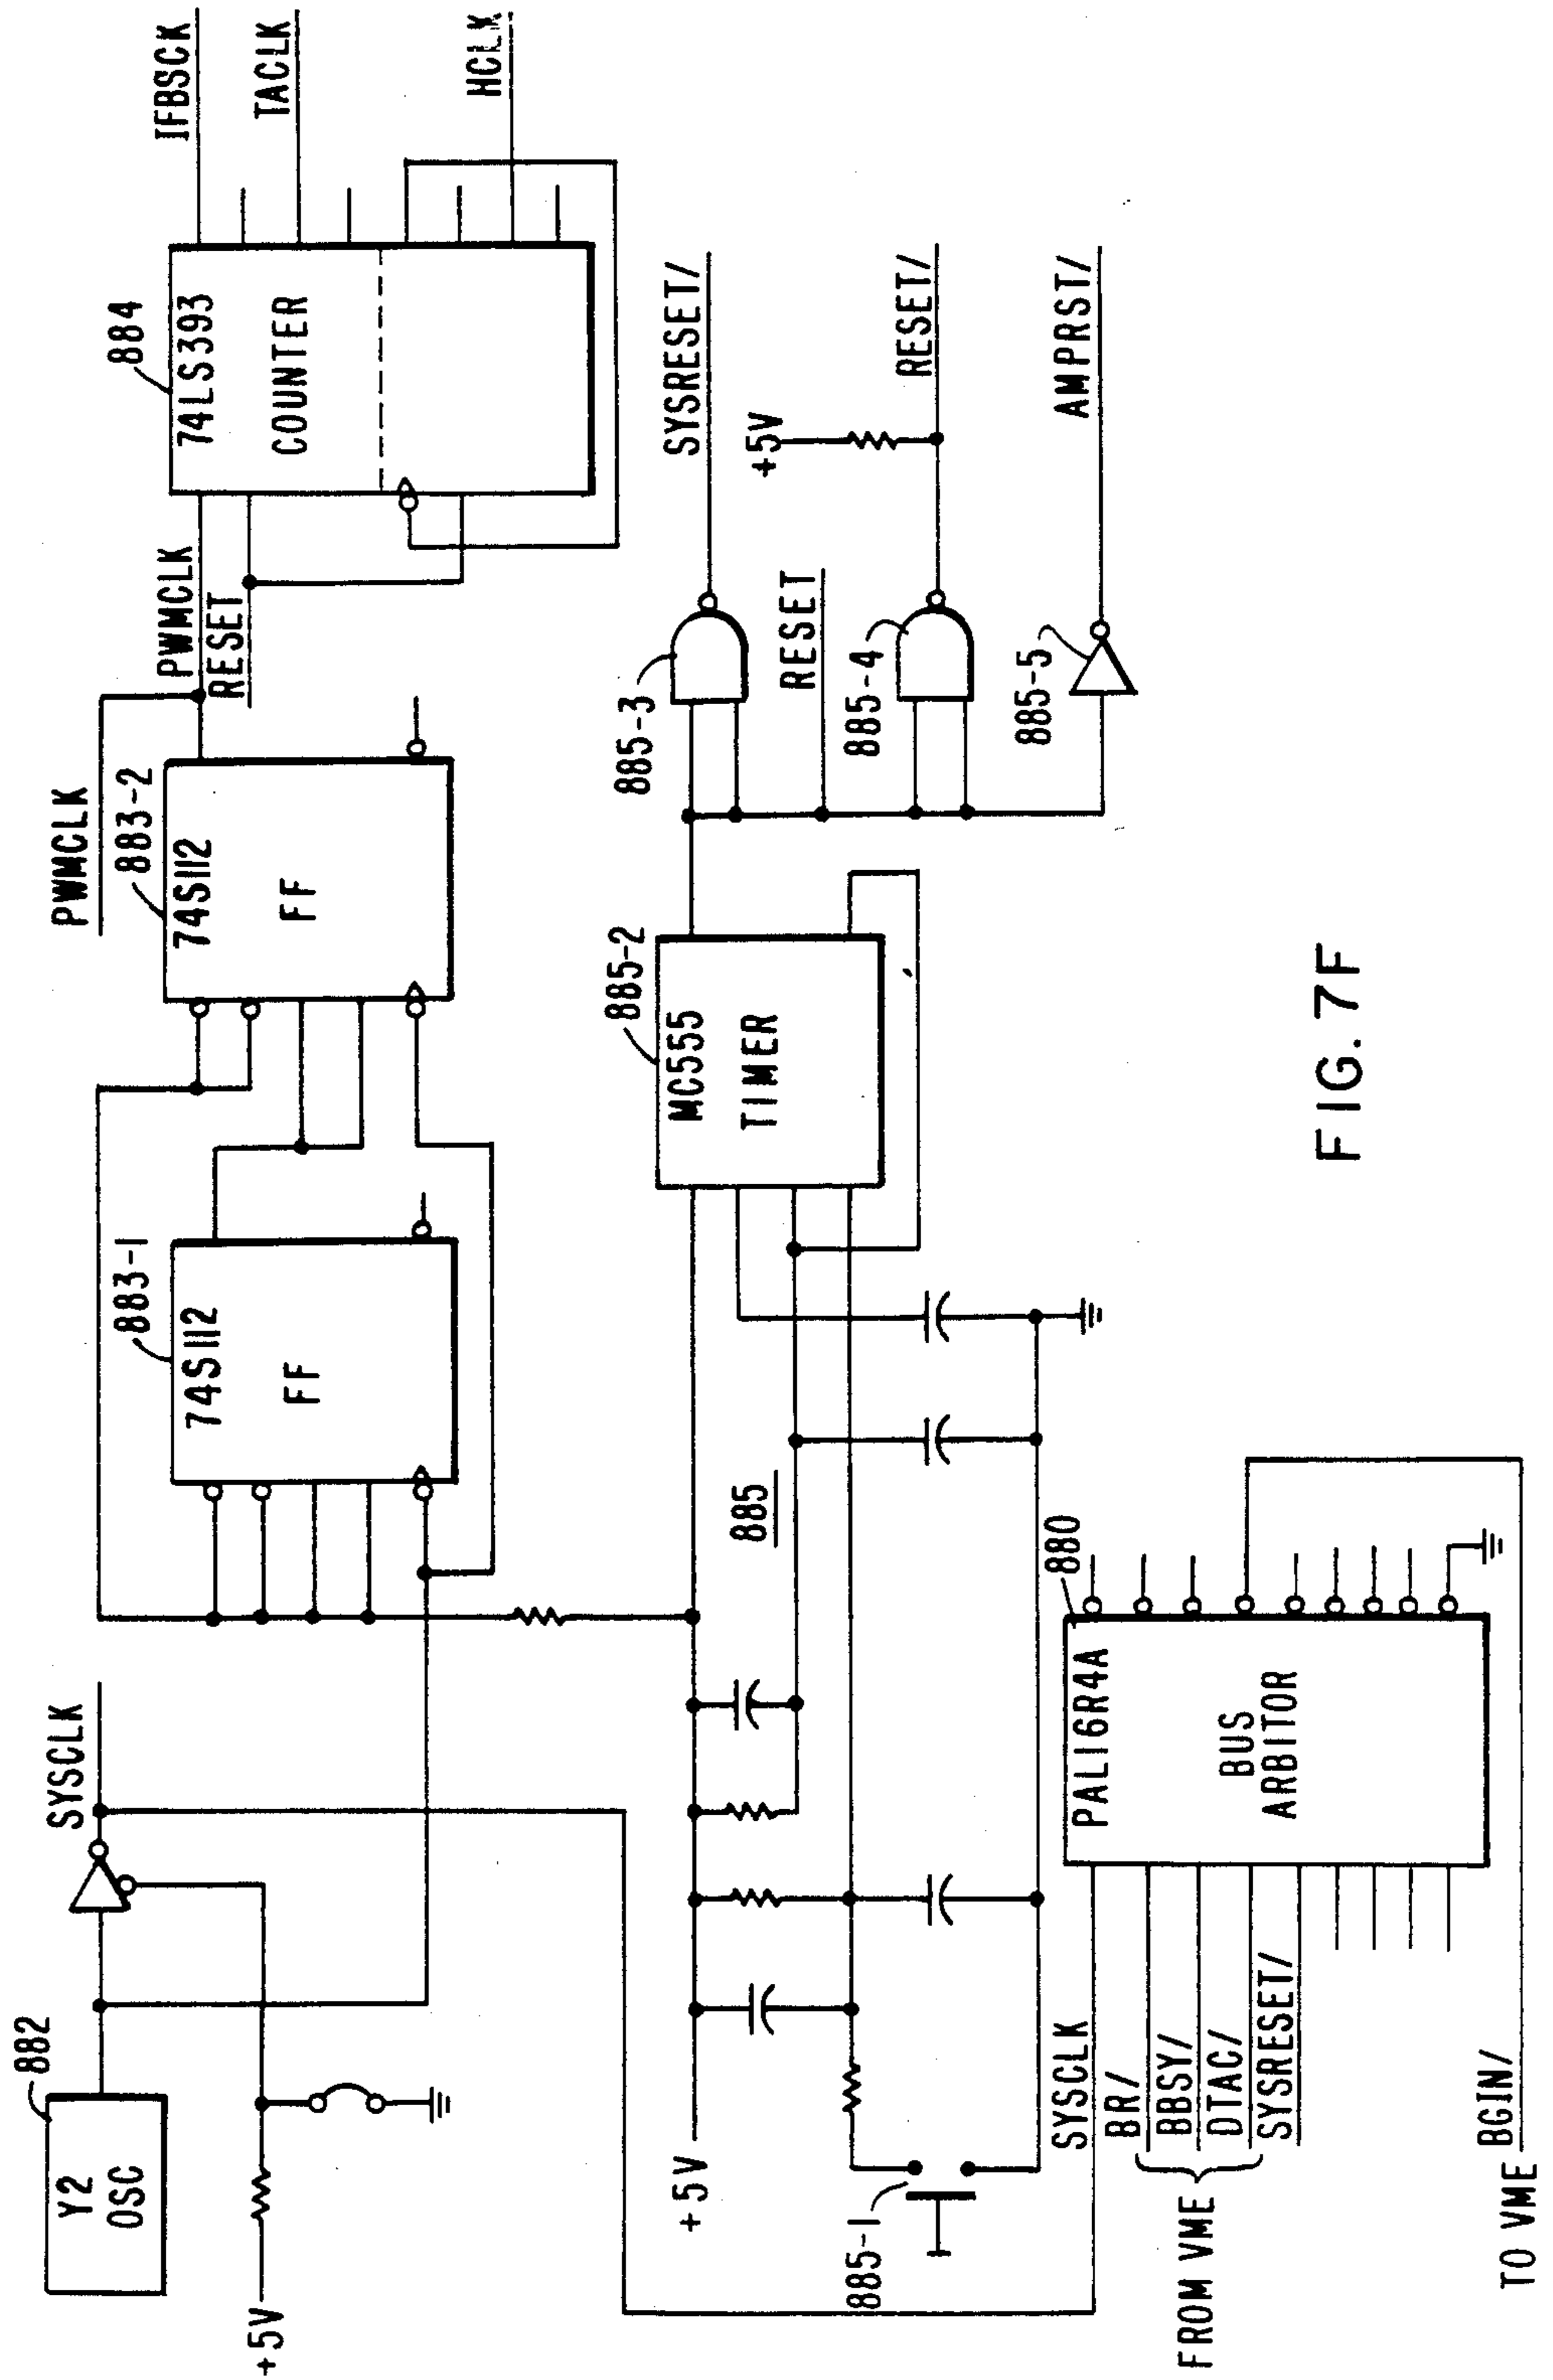 882
Y2
OSC
+5V
SYSCLK
883-1
74S112
FF
PWMCLK
883-2
74S112
FF
PWMCLK
RESET
884
74LS393
COUNTER
IFBSCK
TACLK
HCLK
+5V
885-1
885
885-2
MC555
TIMER
885-3
SYSRESET/
RESET
885-4
+5V
RESET/
885-5
AMPRST/
SYSCLK
BR/
BBSY/
DTAC/
SYSRESET/
FROM VME
880
PAL16R4A
BUS
ARBITOR
TO VME BGIN/
FIG. 7F